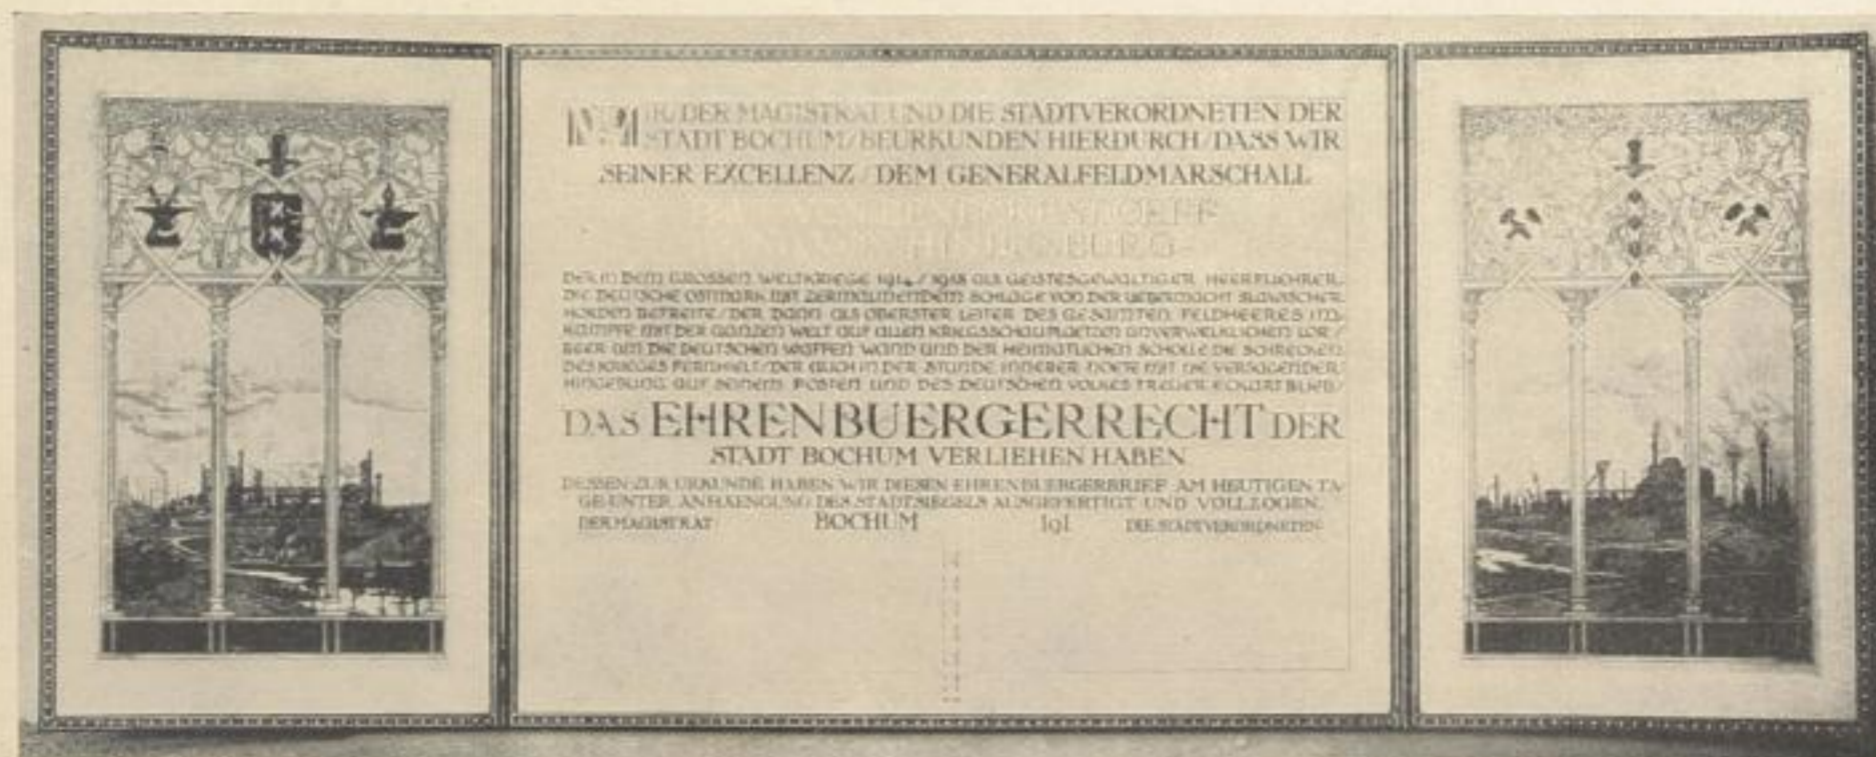 WIR / DER MAGISTRAT UND DIE STADTVERORDNETEN DER
STADT BOCHUM / BEURKUNDEN HIERDURCH / DASS WIR
SEINER EXCELLENZ / DEM GENERALFELDMARSCHALL
HINDENBURG
DER IN DEM GROSSEN WELTKRIEGE 1914 / 1918 ALS GEISTESGEWALTIGER HEERFUEHRER
DIE DEUTSCHE OSTMARK MIT ZERMALMENDEM SCHLAGE VON DER UEBERMACHT SLAWISCHER
HORDEN BEFREITE / DER DANN ALS OBERSTER LEITER DES GESAMTEN FELDHEERES IM
KAMPFE MIT DER GANZEN WELT AUF ALLEN KRIEGSSCHAUPLAETZEN UNVERWELKLICHEN LOR /
BEER UM DIE DEUTSCHEN WAFFEN WAND UND DER HEIMATLICHEN SCHOLLE DIE SCHRECKEN
DES KRIEGES FERNHIELT / DER AUCH IN DER STUNDE INNERER NOETE MIT NIE VERSAGENDER
HINGEBUNG AUF SEINEM POSTEN UND DES DEUTSCHEN VOLKES TREUER ECKART BLIEB /
DAS EHRENBUERGERRECHT DER
STADT BOCHUM VERLIEHEN HABEN
DESSEN ZUR URKUNDE HABEN WIR DIESEN EHRENBUERGERBRIEF AM HEUTIGEN TA
GE UNTER ANHAENGUNG DES STADTSIEGELS AUSGEFERTIGT UND VOLLZOGEN.
DER MAGISTRAT: BOCHUM 191 DIE STADTVERORDNETEN: